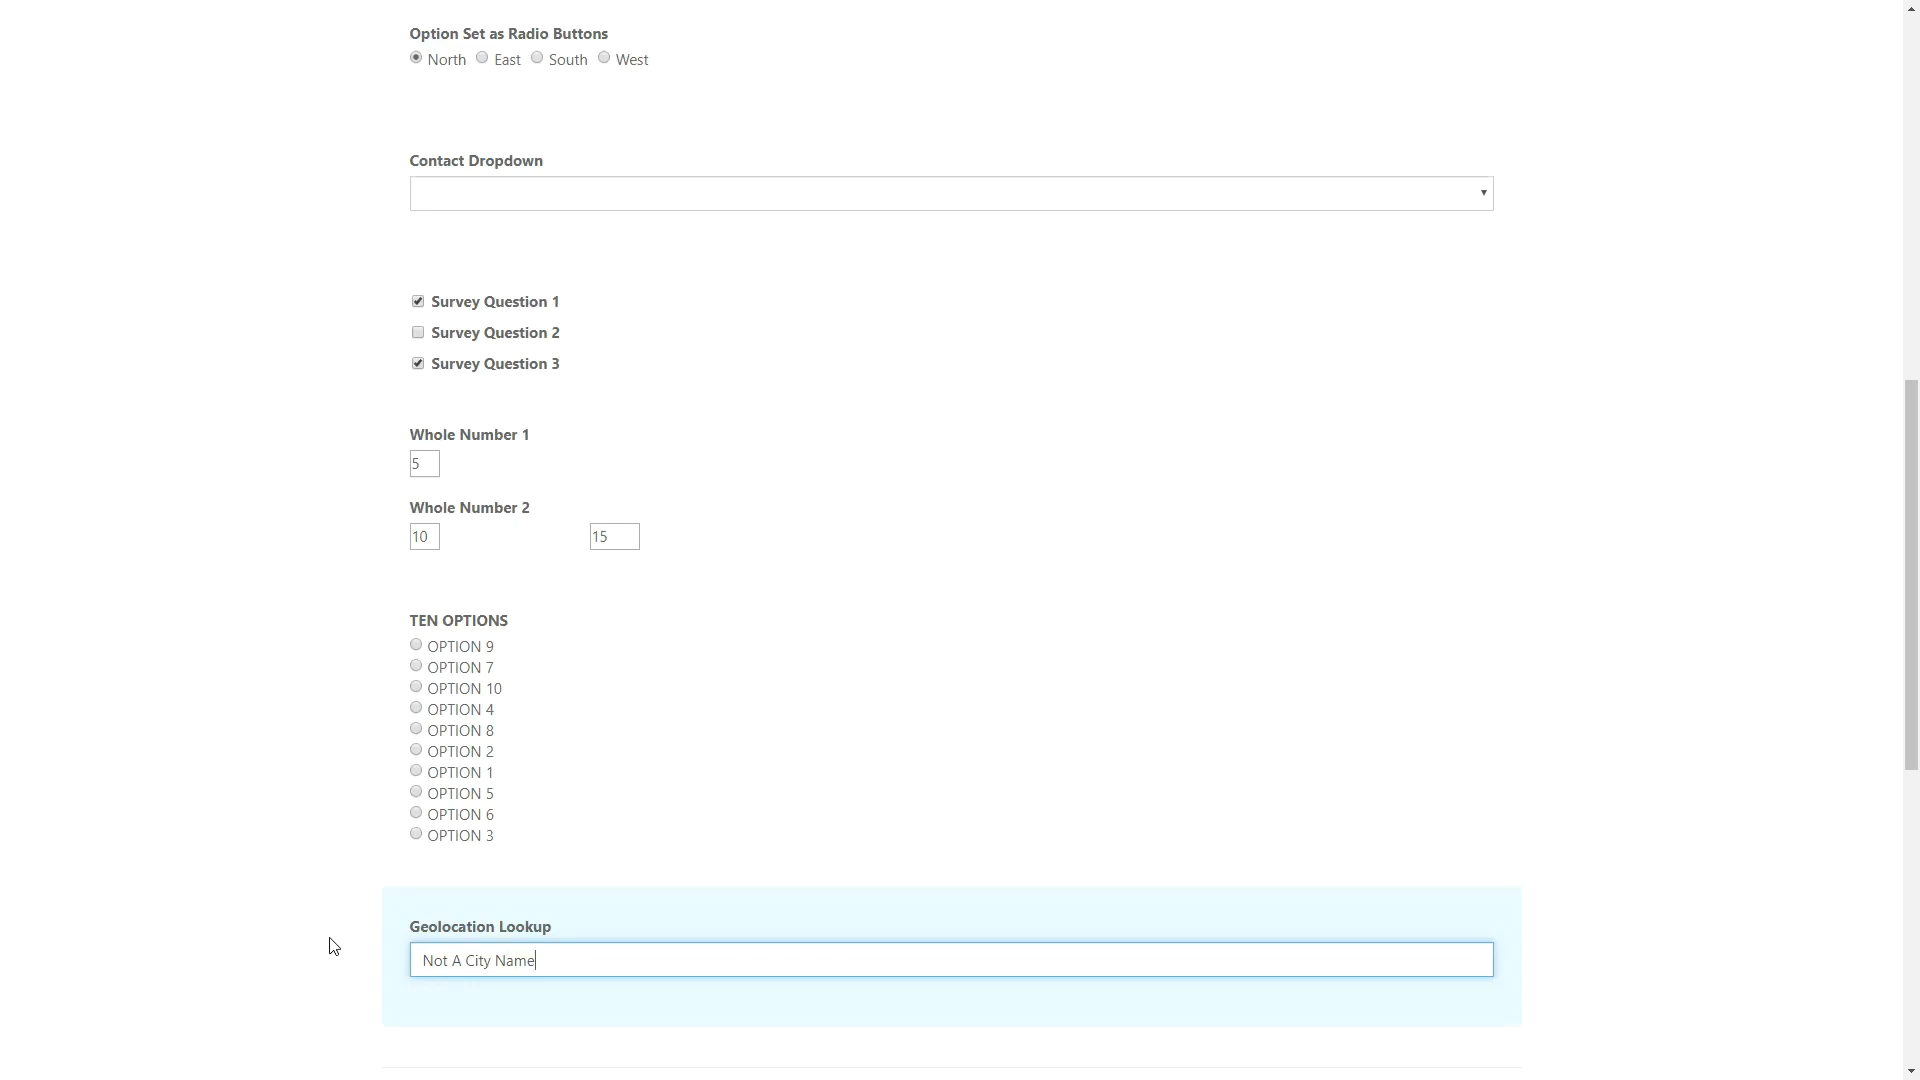 Option Set as Radio Buttons
North East South West
Contact Dropdown
Survey Question 1
Survey Question 2
Survey Question 3
Whole Number 1
5
Whole Number 2
10 15
TEN OPTIONS
OPTION 9
OPTION 7
OPTION 10
OPTION 4
OPTION 8
OPTION 2
OPTION 1
OPTION 5
OPTION 6
OPTION 3
Geolocation Lookup
Not A City Name